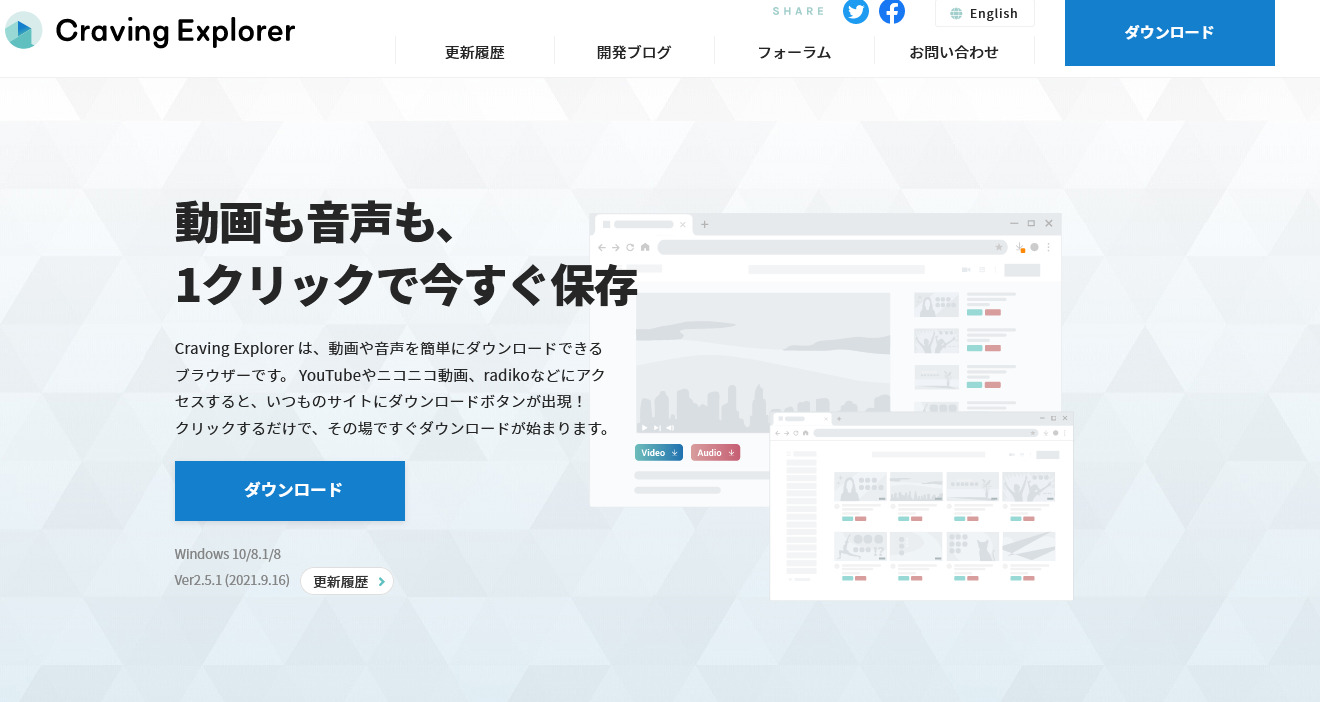 Craving Explorer
SHARE
English
ダウンロード
更新履歴
開発ブログ
フォーラム
お問い合わせ
動画も音声も、
1クリックで今すぐ保存
Craving Explorer は、動画や音声を簡単にダウンロードできる
ブラウザーです。 YouTubeやニコニコ動画、radikoなどにアク
セスすると、いつものサイトにダウンロードボタンが出現！
クリックするだけで、その場ですぐダウンロードが始まります。
Video
Audio
ダウンロード
Windows 10/8.1/8
Ver2.5.1 (2021.9.16)
更新履歴
!?